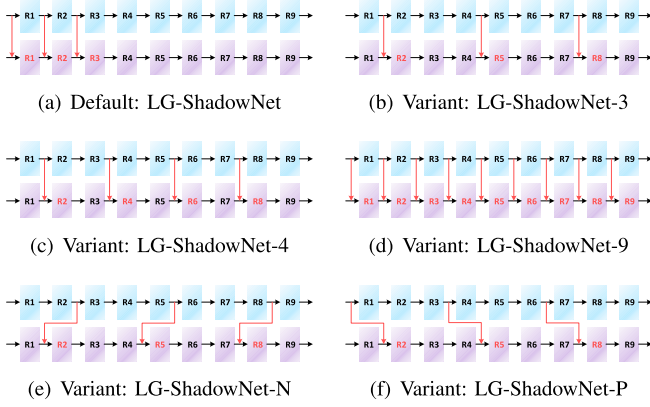 R1 R2 R3 R4 R5 R6 R7 R8 R9 R1 R2 R3 R4 R5 R6 R7 R8 R9
R1 R2 R3 R4 R5 R6 R7 R8 R9 R1 R2 R3 R4 R5 R6 R7 R8 R9
(a) Default: LG-ShadowNet (b) Variant: LG-ShadowNet-3
R1 R2 R3 R4 R5 R6 R7 R8 R9 R1 R2 R3 R4 R5 R6 R7 R8 R9
R1 R2 R3 R4 R5 R6 R7 R8 R9 R1 R2 R3 R4 R5 R6 R7 R8 R9
(c) Variant: LG-ShadowNet-4 (d) Variant: LG-ShadowNet-9
R1 R2 R3 R4 R5 R6 R7 R8 R9 R1 R2 R3 R4 R5 R6 R7 R8 R9
R1 R2 R3 R4 R5 R6 R7 R8 R9 R1 R2 R3 R4 R5 R6 R7 R8 R9
(e) Variant: LG-ShadowNet-N (f) Variant: LG-ShadowNet-P